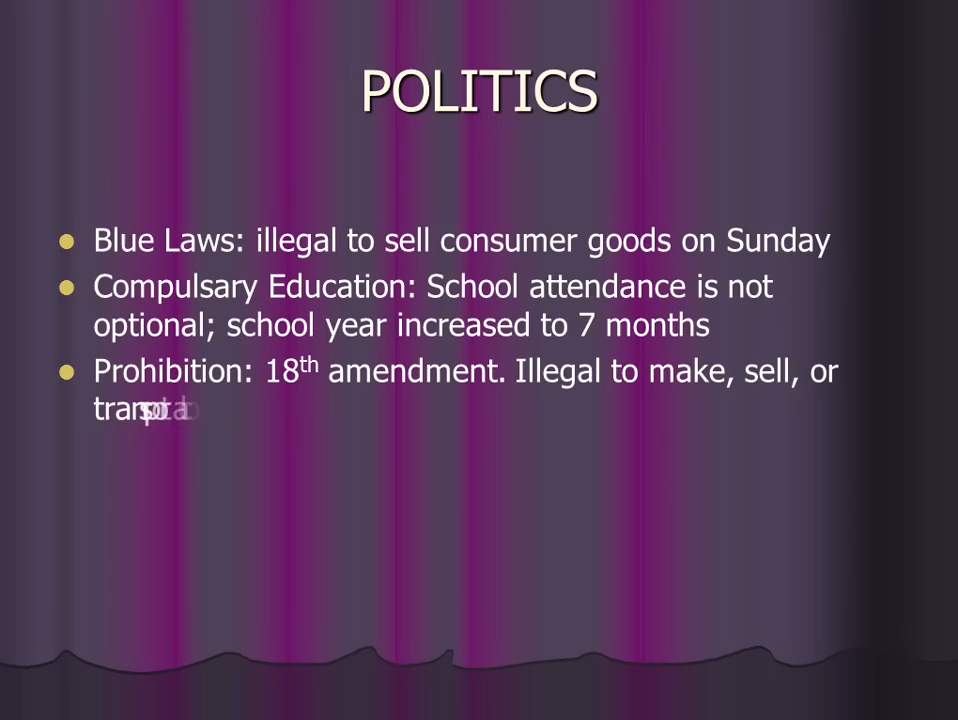 POLITICS
Blue Laws: illegal to sell consumer goods on Sunday
Compulsary Education: School attendance is not
optional; school year increased to 7 months
Prohibition: 18th amendment. Illegal to make, sell, or